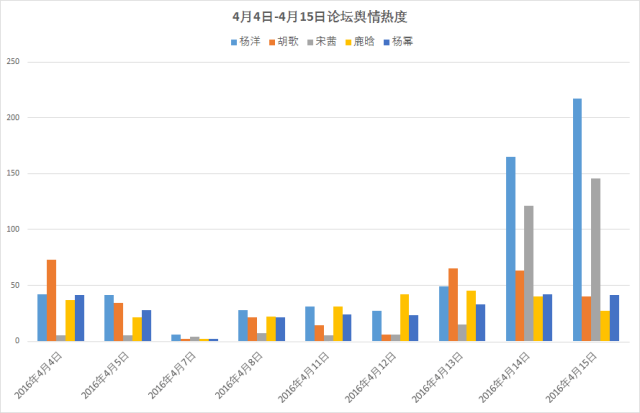 4月4日-4月15日论坛舆情热度
杨洋 胡歌 宋茜 鹿晗 杨幂
250
200
150
100
50
0
2016年4月4日 2016年4月5日 2016年4月7日 2016年4月8日 2016年4月11日 2016年4月12日 2016年4月13日 2016年4月14日 2016年4月15日